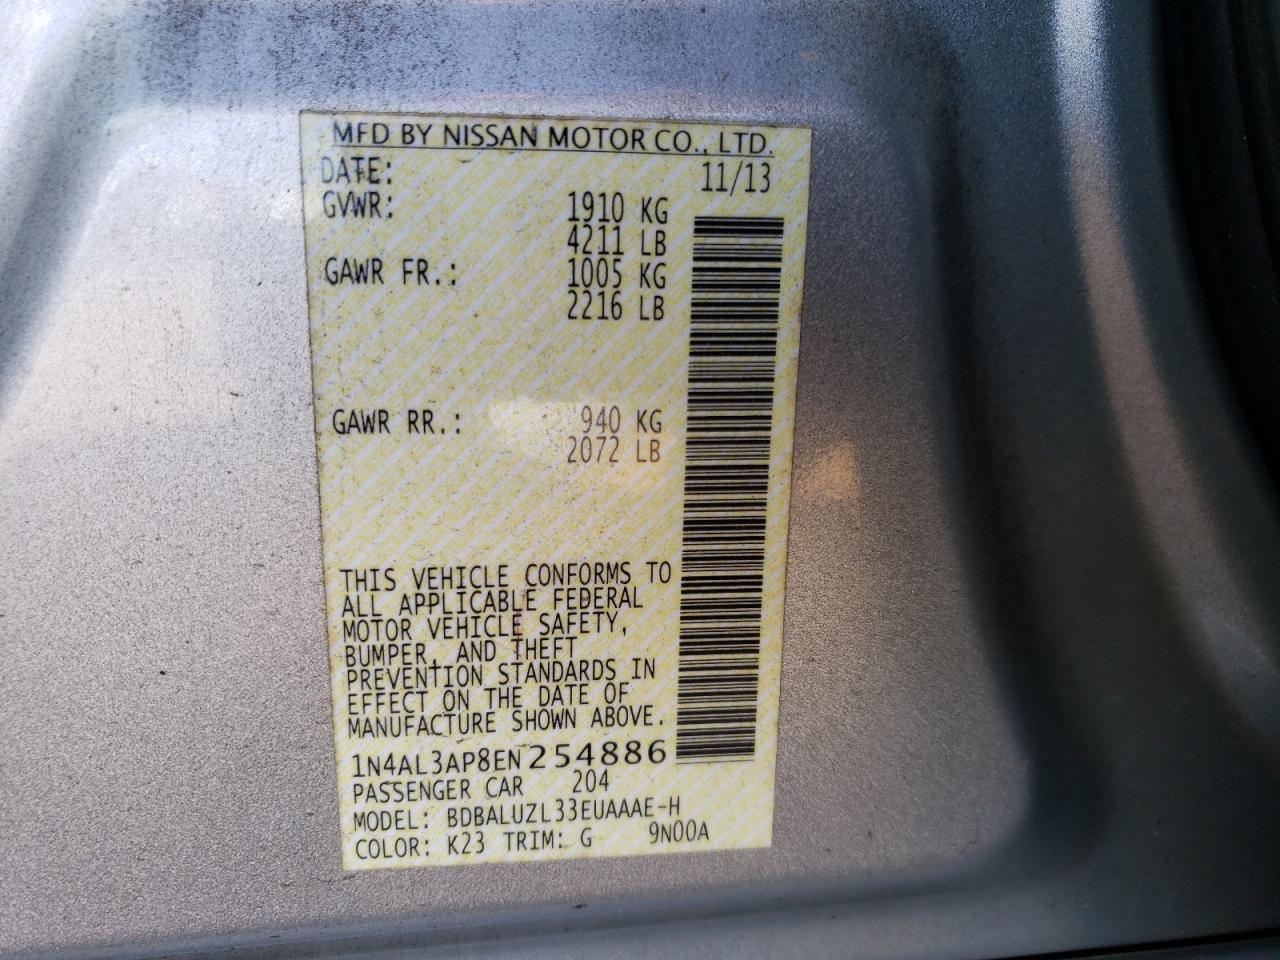 MFD BY NISSAN MOTOR CO., LTD.
DATE: 11/13
GVWR: 1910 KG
4211 LB
GAWR FR.: 1005 KG
2216 LB
GAWR RR.: 940 KG
2072 LB
THIS VEHICLE CONFORMS TO
ALL APPLICABLE FEDERAL
MOTOR VEHICLE SAFETY,
BUMPER, AND THEFT
PREVENTION STANDARDS IN
EFFECT ON THE DATE OF
MANUFACTURE SHOWN ABOVE.
1N4AL3AP8EN254886
PASSENGER CAR 204
MODEL: BDBALUZL33EUAAAE-H
COLOR: K23 TRIM: G 9N00A